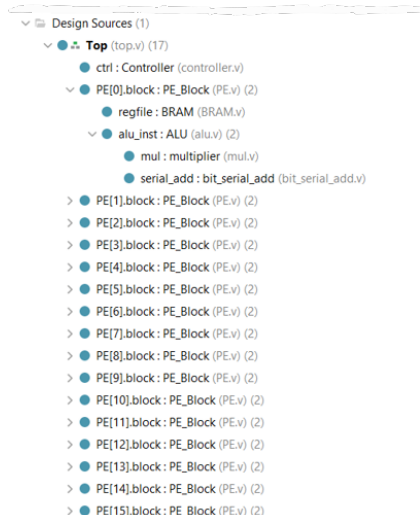 Design Sources (1)
Top (top.v) (17)
ctrl : Controller (controller.v)
PE[0].block : PE_Block (PE.v) (2)
regfile : BRAM (BRAM.v)
alu_inst : ALU (alu.v) (2)
mul : multiplier (mul.v)
serial_add : bit_serial_add (bit_serial_add.v)
PE[1].block : PE_Block (PE.v) (2)
PE[2].block : PE_Block (PE.v) (2)
PE[3].block : PE_Block (PE.v) (2)
PE[4].block : PE_Block (PE.v) (2)
PE[5].block : PE_Block (PE.v) (2)
PE[6].block : PE_Block (PE.v) (2)
PE[7].block : PE_Block (PE.v) (2)
PE[8].block : PE_Block (PE.v) (2)
PE[9].block : PE_Block (PE.v) (2)
PE[10].block : PE_Block (PE.v) (2)
PE[11].block : PE_Block (PE.v) (2)
PE[12].block : PE_Block (PE.v) (2)
PE[13].block : PE_Block (PE.v) (2)
PE[14].block : PE_Block (PE.v) (2)
PE[15].block : PE_Block (PE.v) (2)